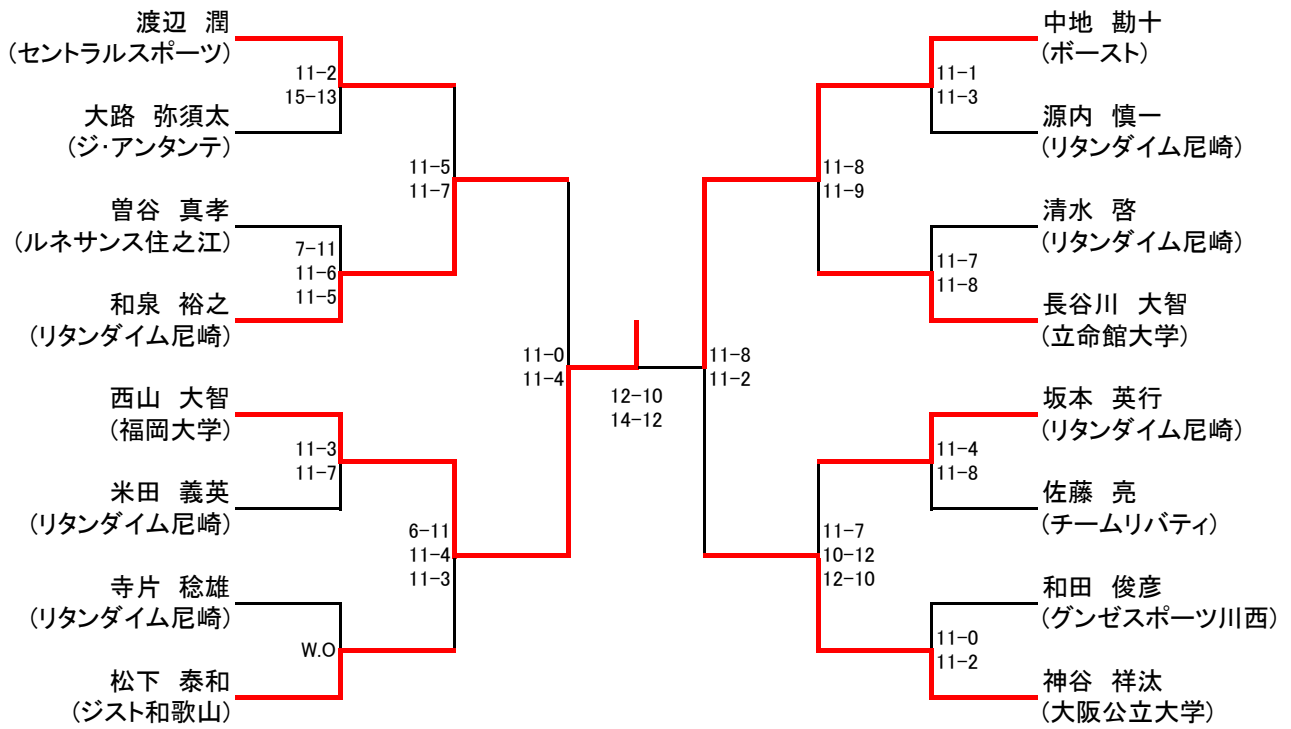 渡辺　潤
(セントラルスポーツ)
11-2
15-13
大路　弥須太
(ジ・アンタンテ)
11-5
11-7
曽谷　真孝
(ルネサンス住之江)
7-11
11-6
11-5
和泉　裕之
(リタンダイム尼崎)
11-0
11-4
西山　大智
(福岡大学)
11-3
11-7
米田　義英
(リタンダイム尼崎)
6-11
11-4
11-3
寺片　稔雄
(リタンダイム尼崎)
W.O
松下　泰和
(ジスト和歌山)
12-10
14-12
中地　勘十
(ボースト)
11-1
11-3
源内　慎一
(リタンダイム尼崎)
11-8
11-9
清水　啓
(リタンダイム尼崎)
11-7
11-8
長谷川　大智
(立命館大学)
11-8
11-2
坂本　英行
(リタンダイム尼崎)
11-4
11-8
佐藤　亮
(チームリバティ)
11-7
10-12
12-10
和田　俊彦
(グンゼスポーツ川西)
11-0
11-2
神谷　祥汰
(大阪公立大学)